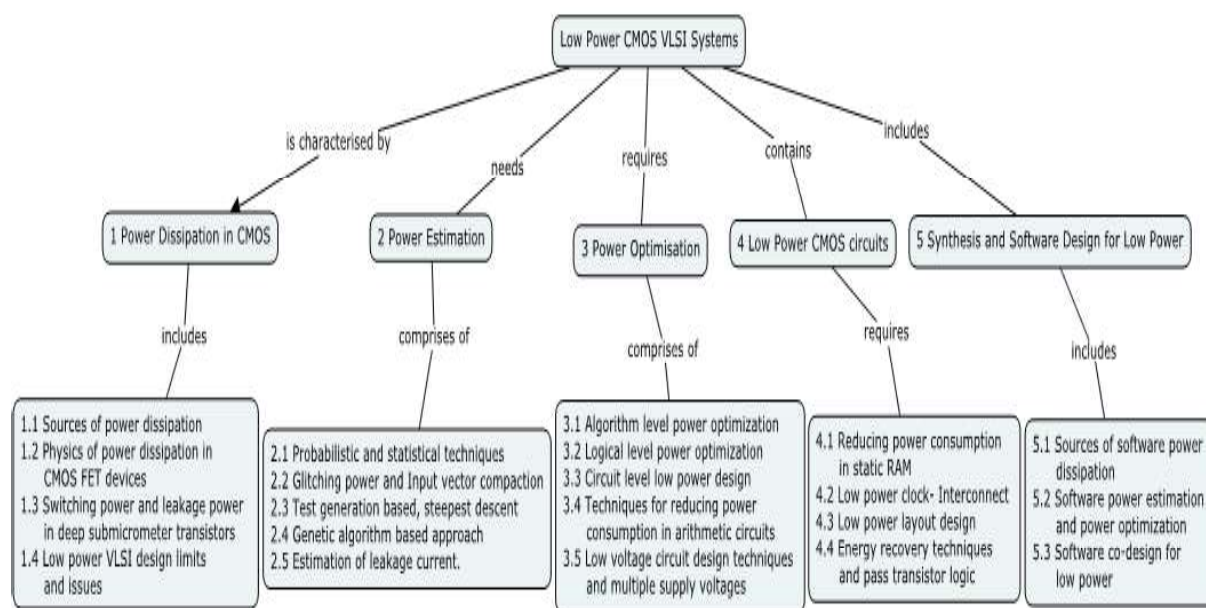 Low Power CMOS VLSI Systems
is characterised by
needs
requires
contains
includes
1 Power Dissipation in CMOS
2 Power Estimation
3 Power Optimisation
4 Low Power CMOS circuits
5 Synthesis and Software Design for Low Power
includes
comprises of
comprises of
requires
includes
1.1 Sources of power dissipation
1.2 Physics of power dissipation in
CMOS FET devices
1.3 Switching power and leakage power
in deep submicrometer transistors
1.4 Low power VLSI design limits
and issues
2.1 Probabilistic and statistical techniques
2.2 Glitching power and Input vector compaction
2.3 Test generation based, steepest descent
2.4 Genetic algorithm based approach
2.5 Estimation of leakage current.
3.1 Algorithm level power optimization
3.2 Logical level power optimization
3.3 Circuit level low power design
3.4 Techniques for reducing power
consumption in arithmetic circuits
3.5 Low voltage circuit design techniques
and multiple supply voltages
4.1 Reducing power consumption
in static RAM
4.2 Low power clock- Interconnect
4.3 Low power layout design
4.4 Energy recovery techniques
and pass transistor logic
5.1 Sources of software power
dissipation
5.2 Software power estimation
and power optimization
5.3 Software co-design for
low power